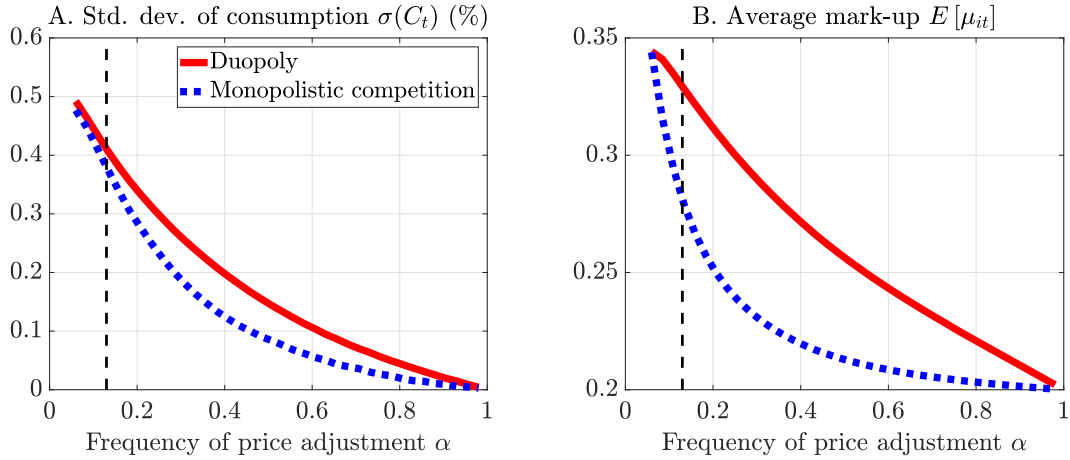 A. Std. dev. of consumption σ(C_t) (%)
0.6
0.5
0.4
0.3
0.2
0.1
0
Duopoly
Monopolistic competition
0 0.2 0.4 0.6 0.8 1
Frequency of price adjustment α
B. Average mark-up E [μ_{it}]
0.35
0.3
0.25
0.2
0 0.2 0.4 0.6 0.8 1
Frequency of price adjustment α